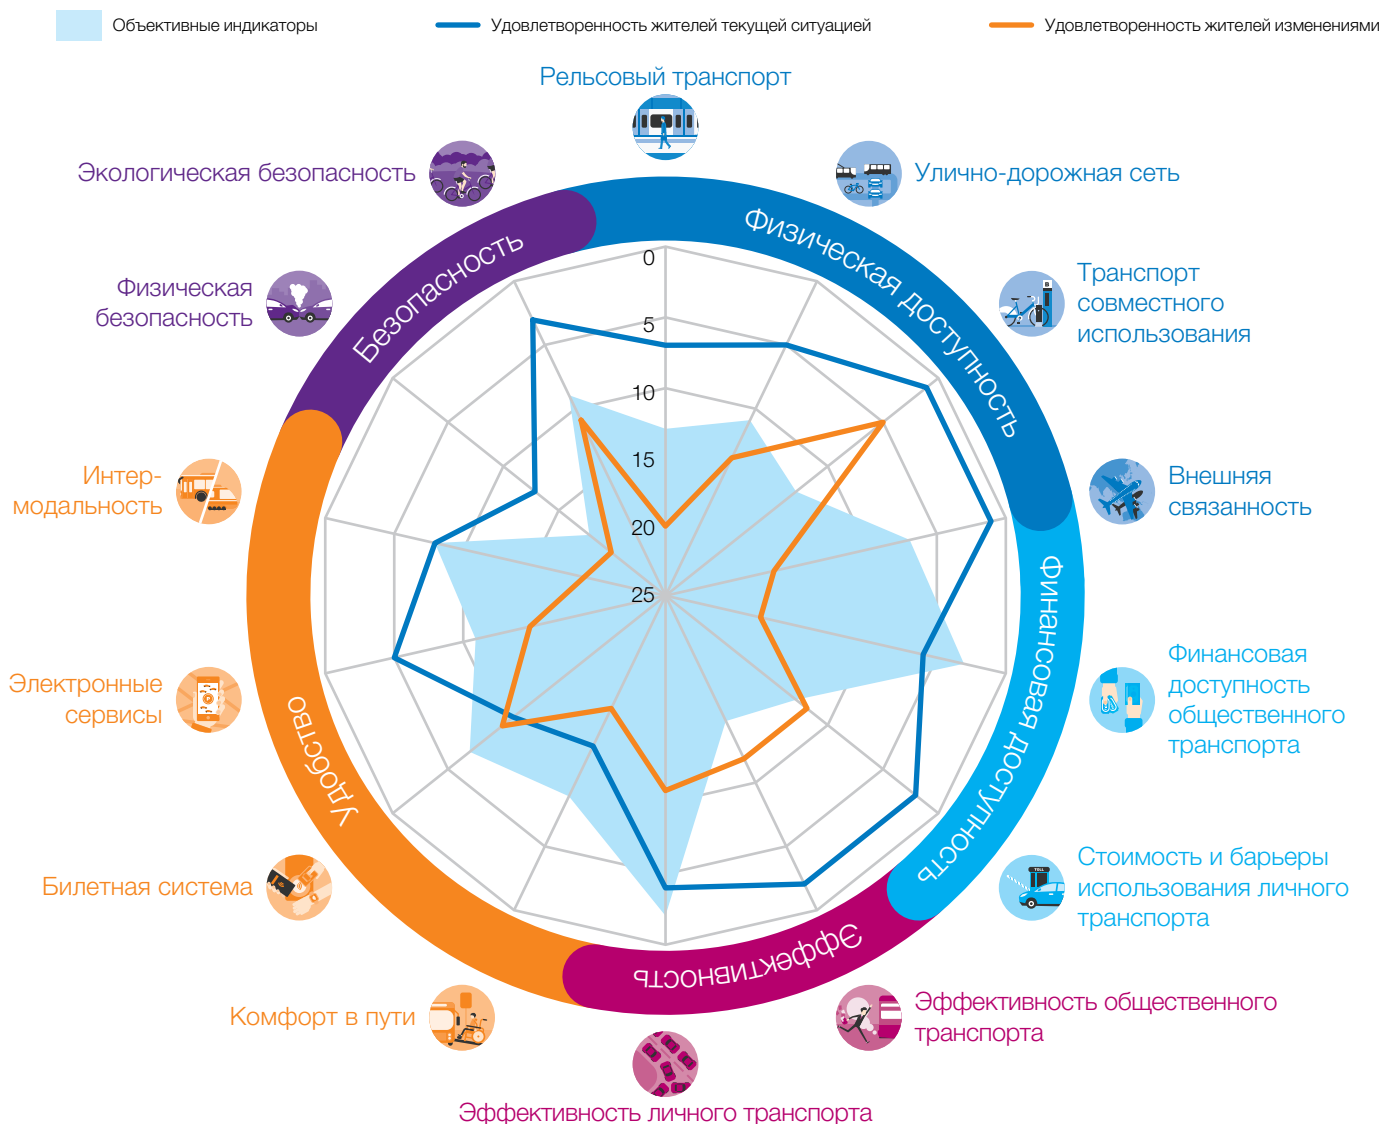 Объективные индикаторы
Удовлетворенность жителей текущей ситуацией
Удовлетворенность жителей изменениями
Рельсовый транспорт
Экологическая безопасность
Улично-дорожная сеть
Физическая
безопасность
Транспорт
совместного
использования
Безопасность
Физическая доступность
0
5
10
15
20
25
Интер-
модальность
Внешняя
связанность
Финансовая доступность
Электронные
сервисы
Финансовая
доступность
общественного
транспорта
Удобство
Билетная система
Стоимость и барьеры
использования личного
транспорта
TOLL
B
Эффективность
Комфорт в пути
Эффективность общественного
транспорта
Эффективность личного транспорта